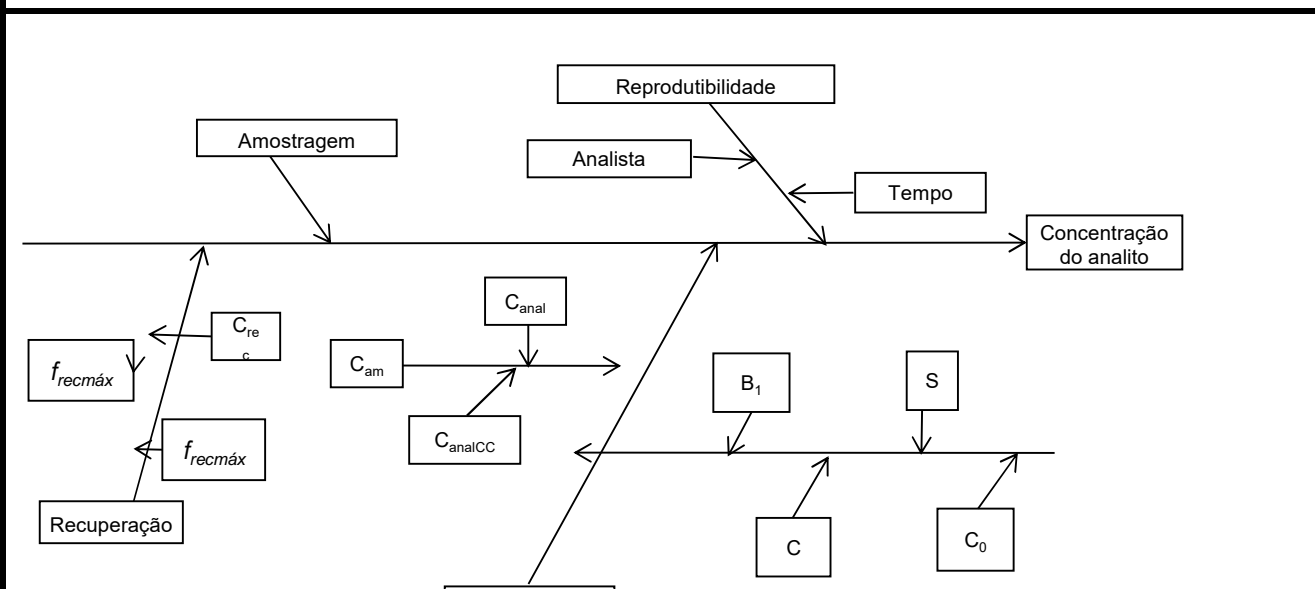 Reprodutibilidade
Amostragem
Analista
Tempo
Concentração
do analito
C_anal
C_re
c
f_recmáx
C_am
B_1
S
C_analCC
f_recmáx
Recuperação
C
C_0